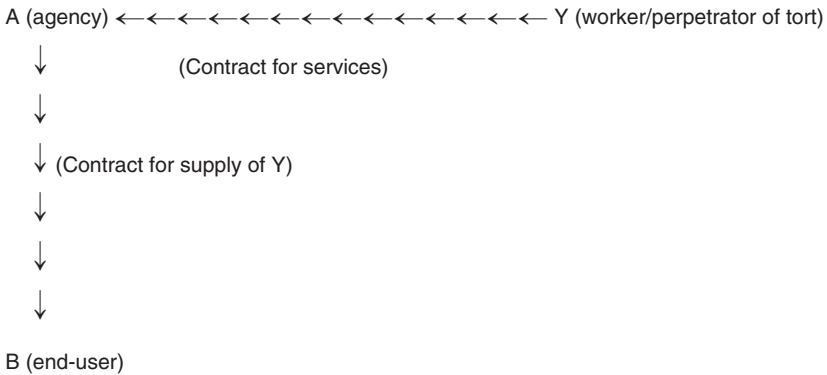 A (agency) ←←←←←←←←←←←←←← Y (worker/perpetrator of tort)
(Contract for services)
(Contract for supply of Y)
B (end-user)